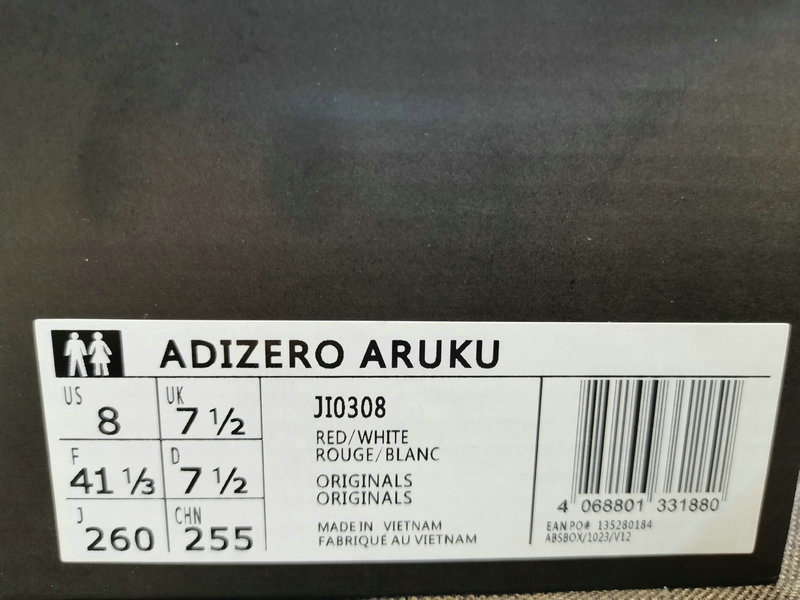 ADIZERO ARUKU
US 8 UK 7 ½
F 41 ⅓ D 7 ½
J 260 CHN 255
JI0308
RED/WHITE
ROUGE/BLANC
ORIGINALS
ORIGINALS
MADE IN VIETNAM
FABRIQUÉ AU VIETNAM
4 068801 331880
EAN PO# 135280184
ABSBOX/1023/V12